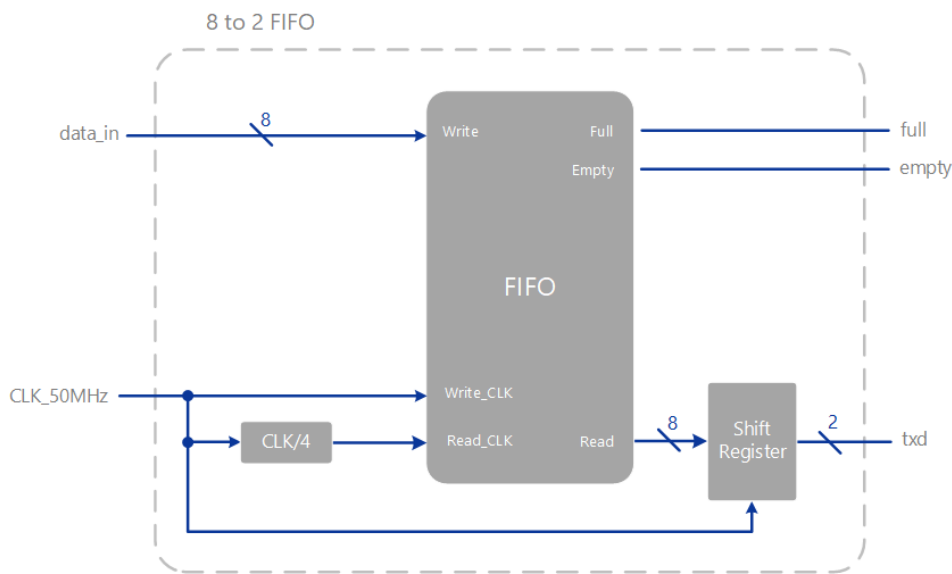 8 to 2 FIFO
data_in
8
Write
Full
full
Empty
empty
FIFO
CLK_50MHz
Write_CLK
CLK/4
Read_CLK
Read
8
Shift
Register
2
txd